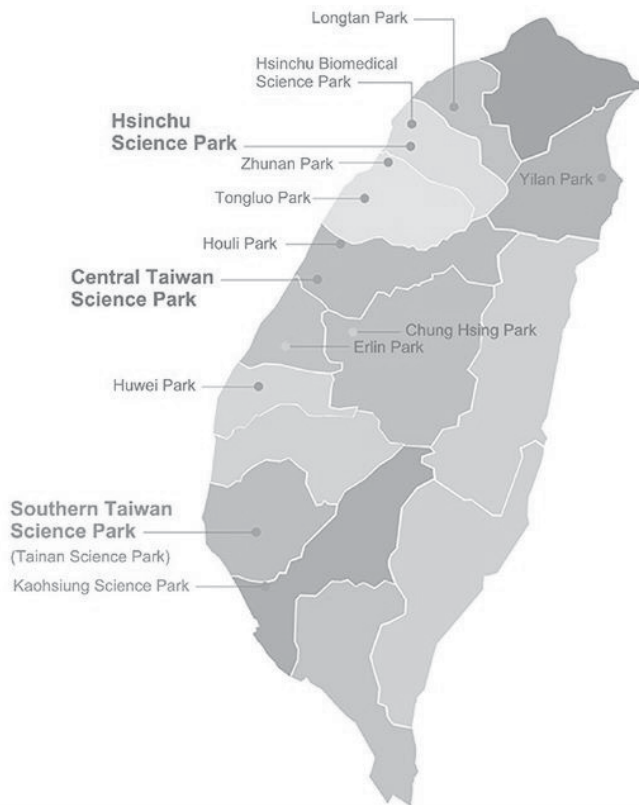 Longtan Park
Hsinchu Biomedical
Science Park
Hsinchu
Science Park
Zhunan Park
Yilan Park
Tongluo Park
Houli Park
Central Taiwan
Science Park
Chung Hsing Park
Erlin Park
Huwei Park
Southern Taiwan
Science Park
(Tainan Science Park)
Kaohsiung Science Park